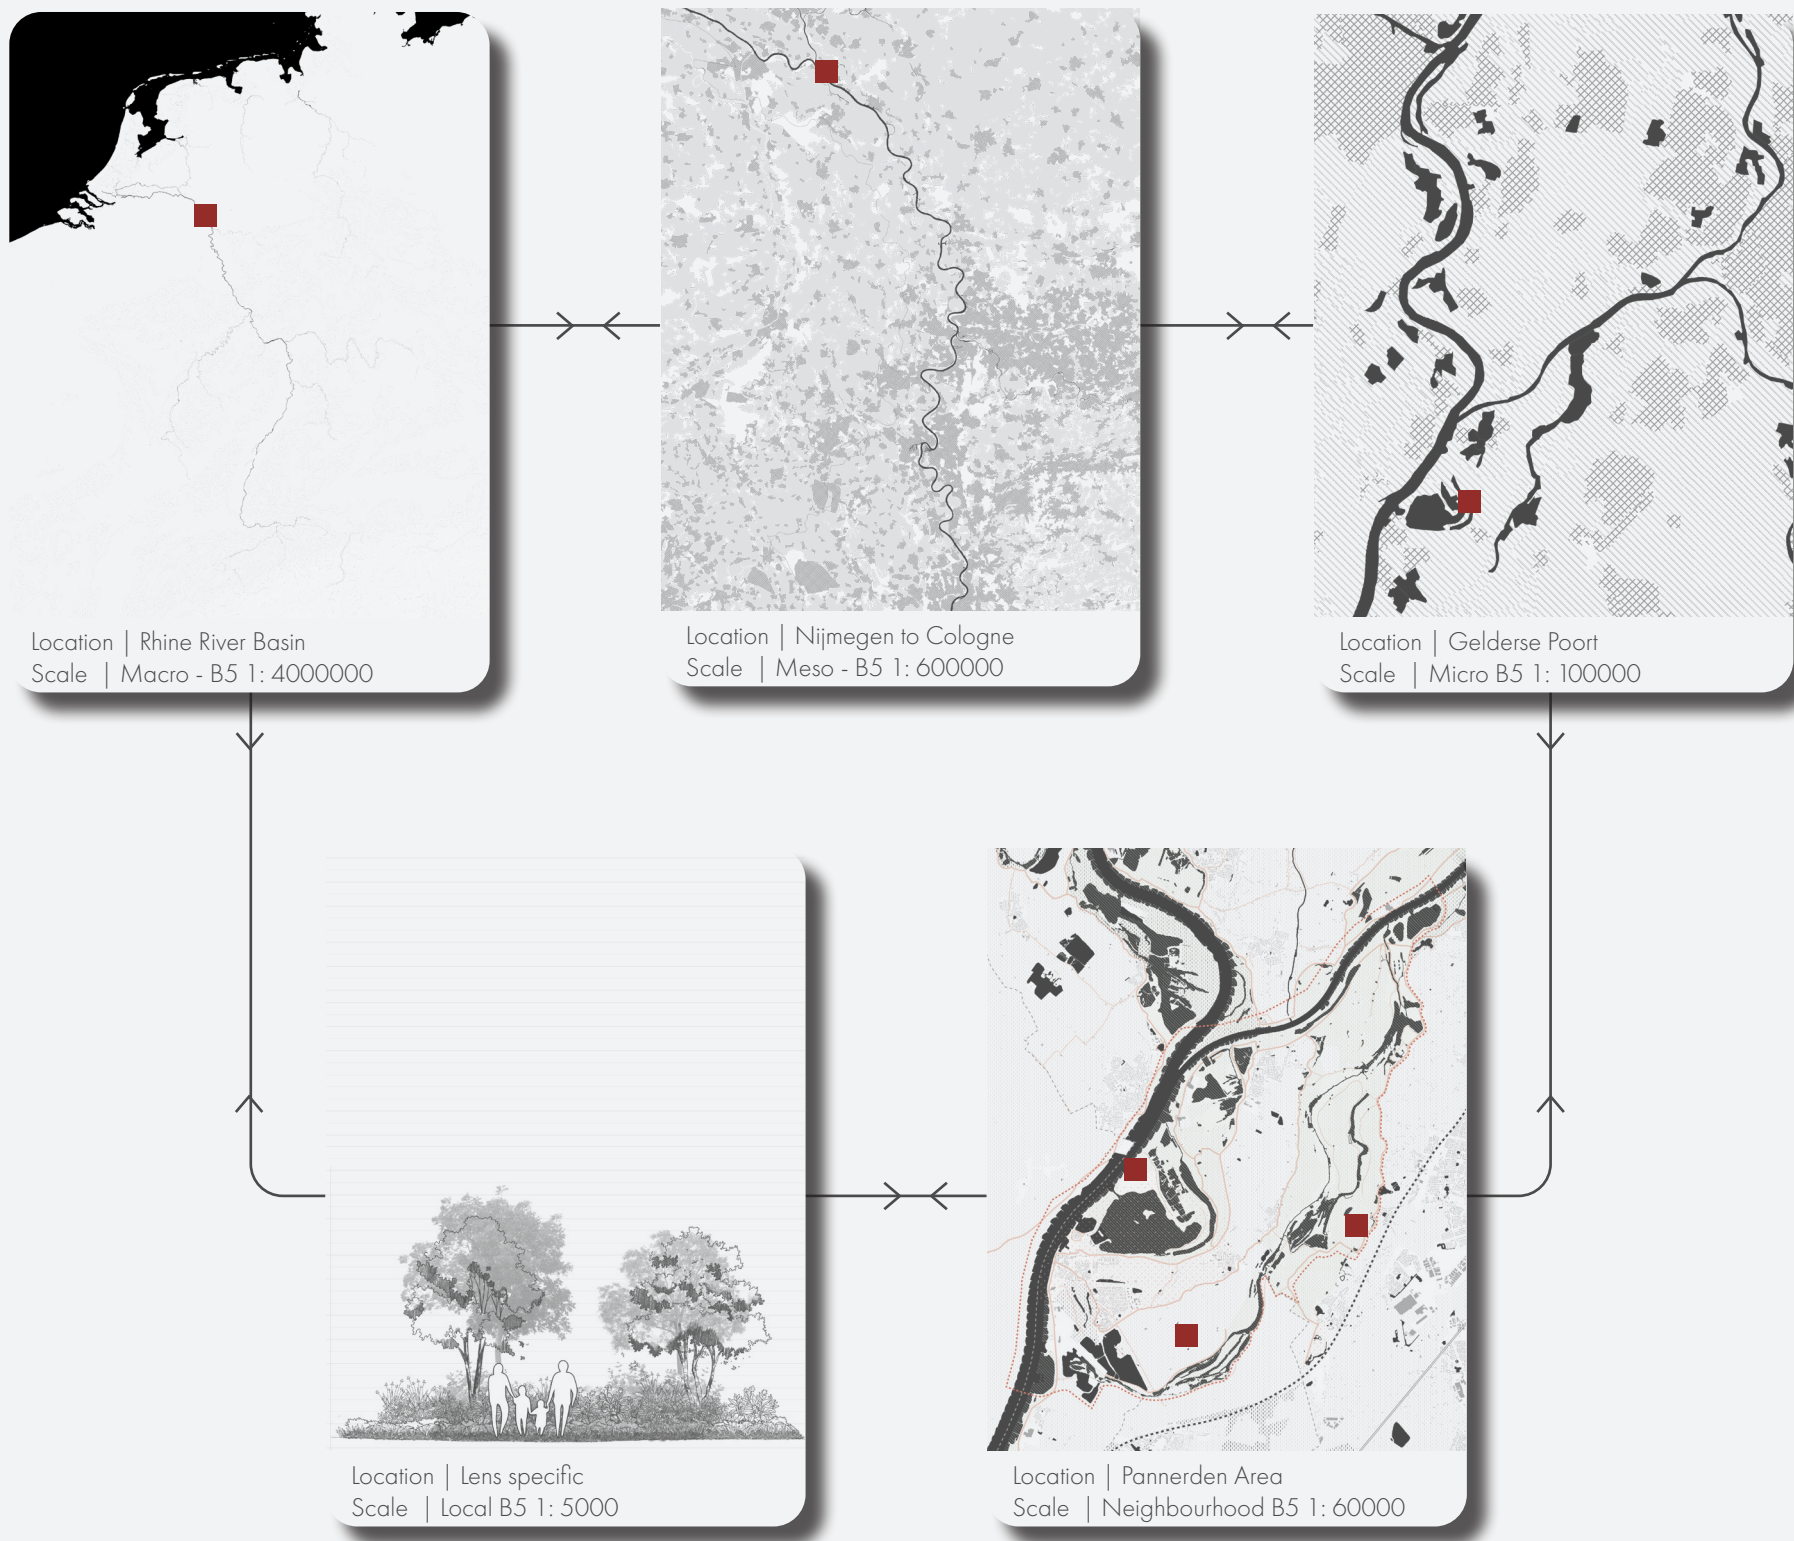 Location | Rhine River Basin
Scale | Macro - B5 1: 4000000
Location | Nijmegen to Cologne
Scale | Meso - B5 1: 600000
Location | Gelderse Poort
Scale | Micro B5 1: 100000
Location | Lens specific
Scale | Local B5 1: 5000
Location | Pannerden Area
Scale | Neighbourhood B5 1: 60000